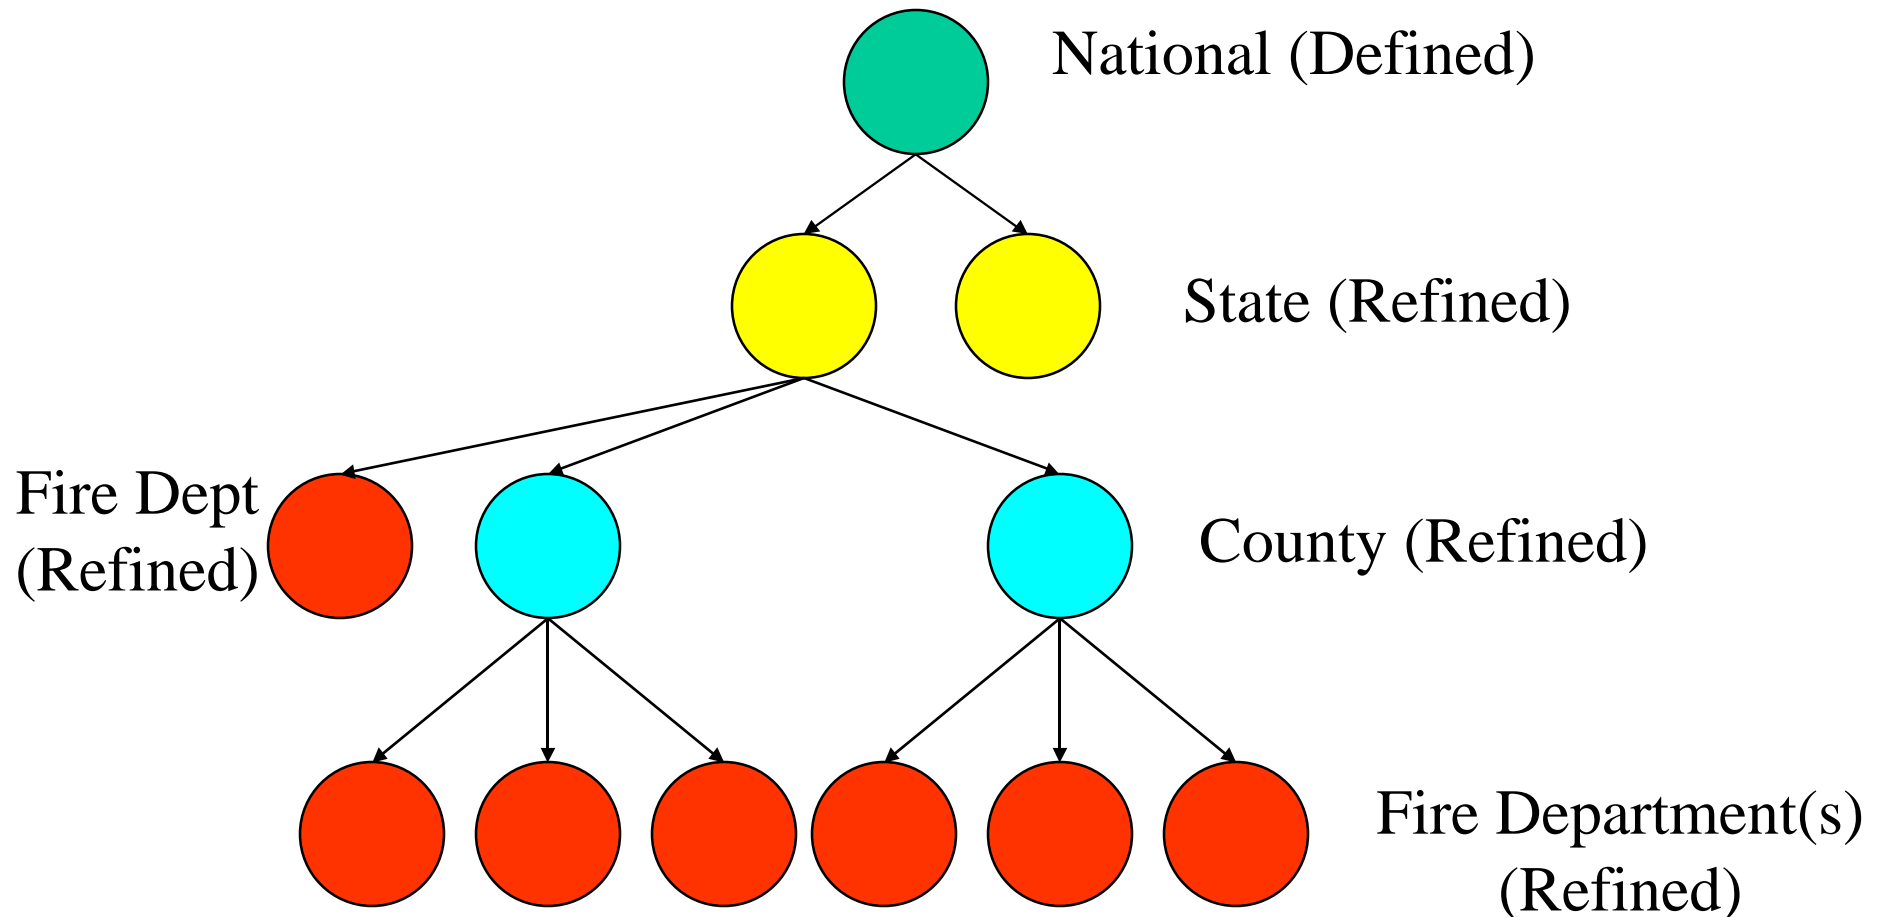 National (Defined)
State (Refined)
Fire Dept
(Refined)
County (Refined)
Fire Department(s)
(Refined)